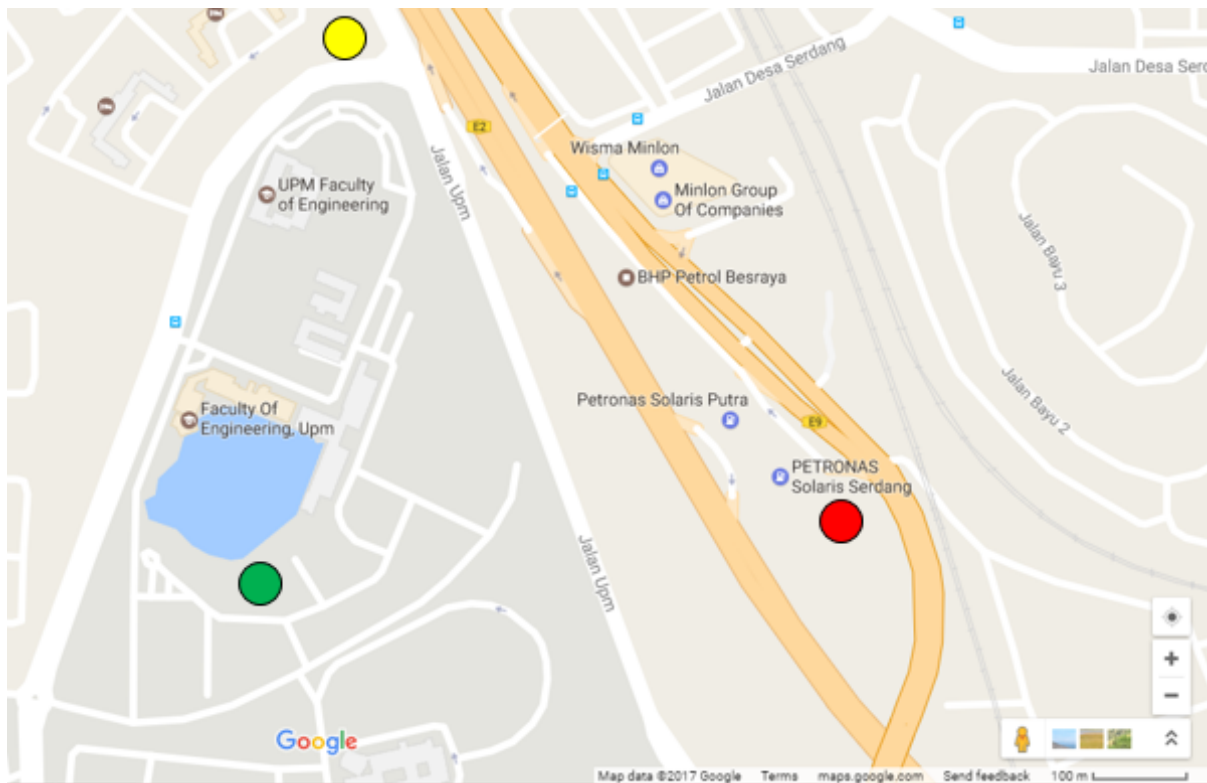 Jalan Desa Serdang
Jalan Desa Serd
E2
Wisma Minlon
Jalan Upm
UPM Faculty
of Engineering
Minlon Group
Of Companies
Jalan Bayu 3
BHP Petrol Besraya
Petronas Solaris Putra
Jalan Bayu 2
Faculty Of
Engineering, Upm
E9
PETRONAS
Solaris Serdang
Jalan Upm
Google
Map data ©2017 Google Terms maps.google.com Send feedback 100 m